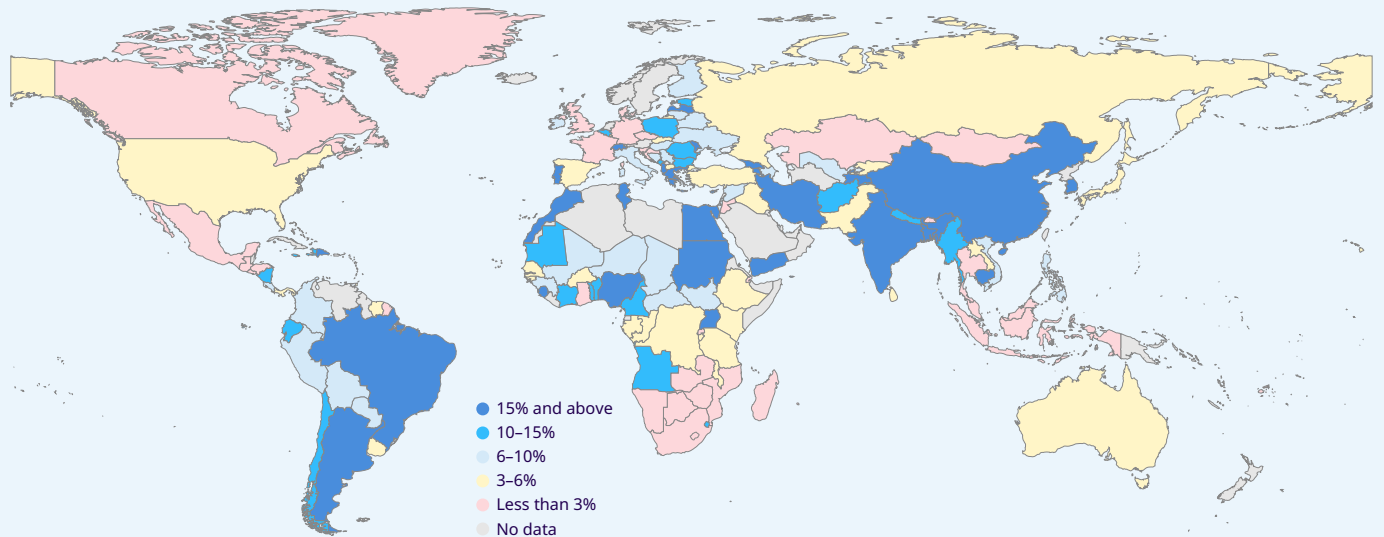 15% and above
10–15%
6–10%
3–6%
Less than 3%
No data